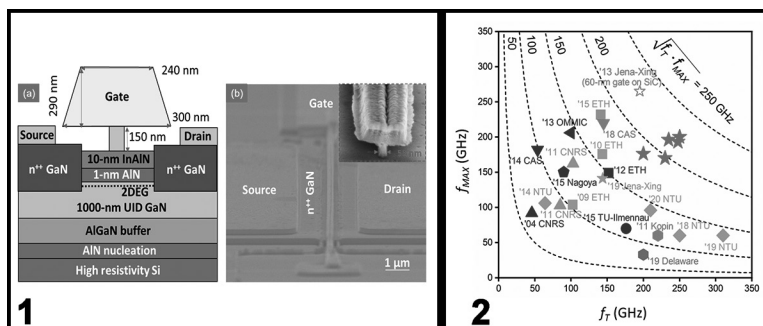 (a)
240 nm
290 nm
Gate
300 nm
Source
150 nm
Drain
10-nm InAlN
n++ GaN
1-nm AlN
n++ GaN
2DEG
1000-nm UID GaN
AlGaN buffer
AlN nucleation
High resistivity Si
1
(b)
Gate
Source
n++ GaN
Drain
1 μm
2
fMAX (GHz)
350
300
250
200
150
100
50
0
50
100
150
200
√fT · fMAX = 250 GHz
'13 Jena-Xing
(60-nm gate on SiC)
'15 ETH
'13 OMMIC
'18 CAS
'10 ETH
'14 CAS
'11 CNRS
'12 ETH
'15 Nagoya
'19 Jena-Xing
'14 NTU
'09 ETH
'20 NTU
'04 CNRS
'11 CNRS
'15 TU-Ilmennau
'11 Kopin
'18 NTU
'19 NTU
'19 Delaware
0 50 100 150 200 250 300 350
fT (GHz)